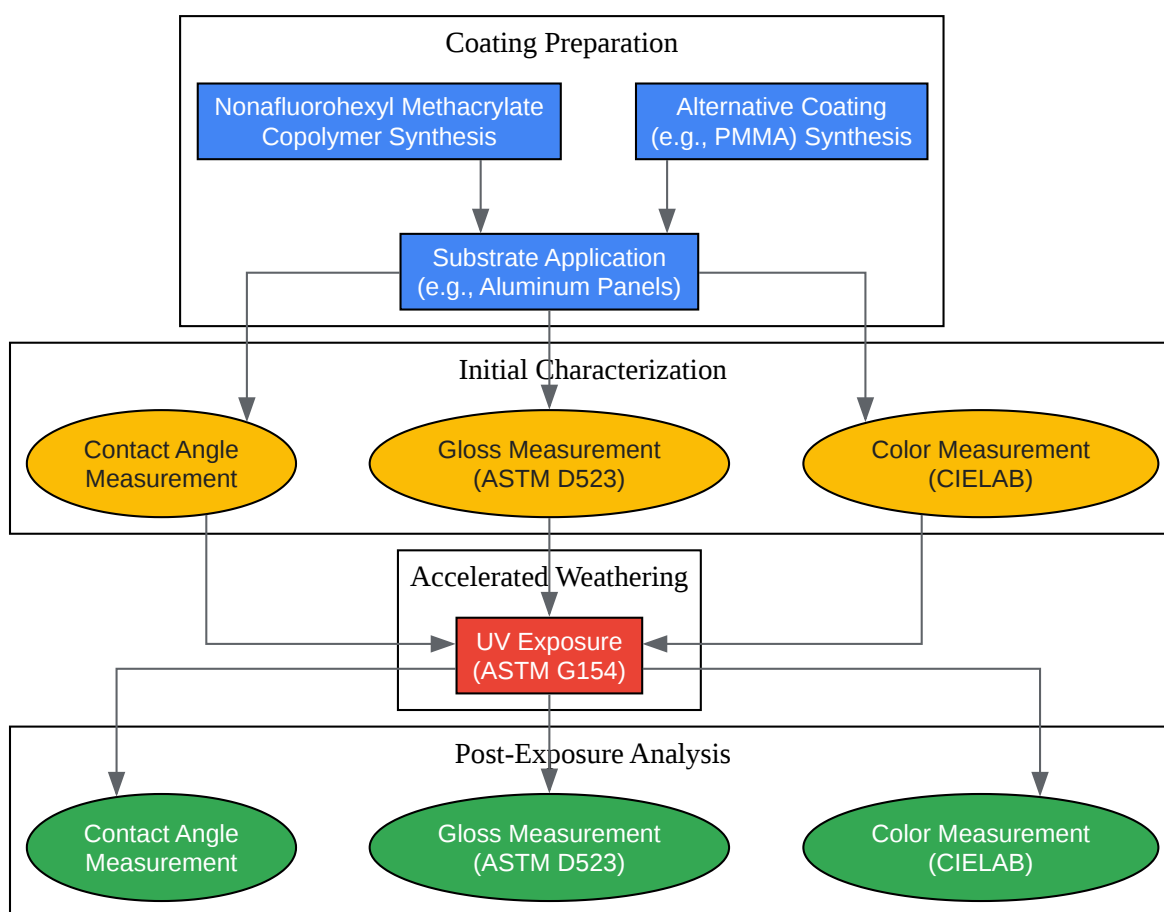 Coating Preparation
Nonafluorohexyl Methacrylate
Copolymer Synthesis
Alternative Coating
(e.g., PMMA) Synthesis
Substrate Application
(e.g., Aluminum Panels)
Initial Characterization
Contact Angle
Measurement
Gloss Measurement
(ASTM D523)
Color Measurement
(CIELAB)
Accelerated Weathering
UV Exposure
(ASTM G154)
Post-Exposure Analysis
Contact Angle
Measurement
Gloss Measurement
(ASTM D523)
Color Measurement
(CIELAB)